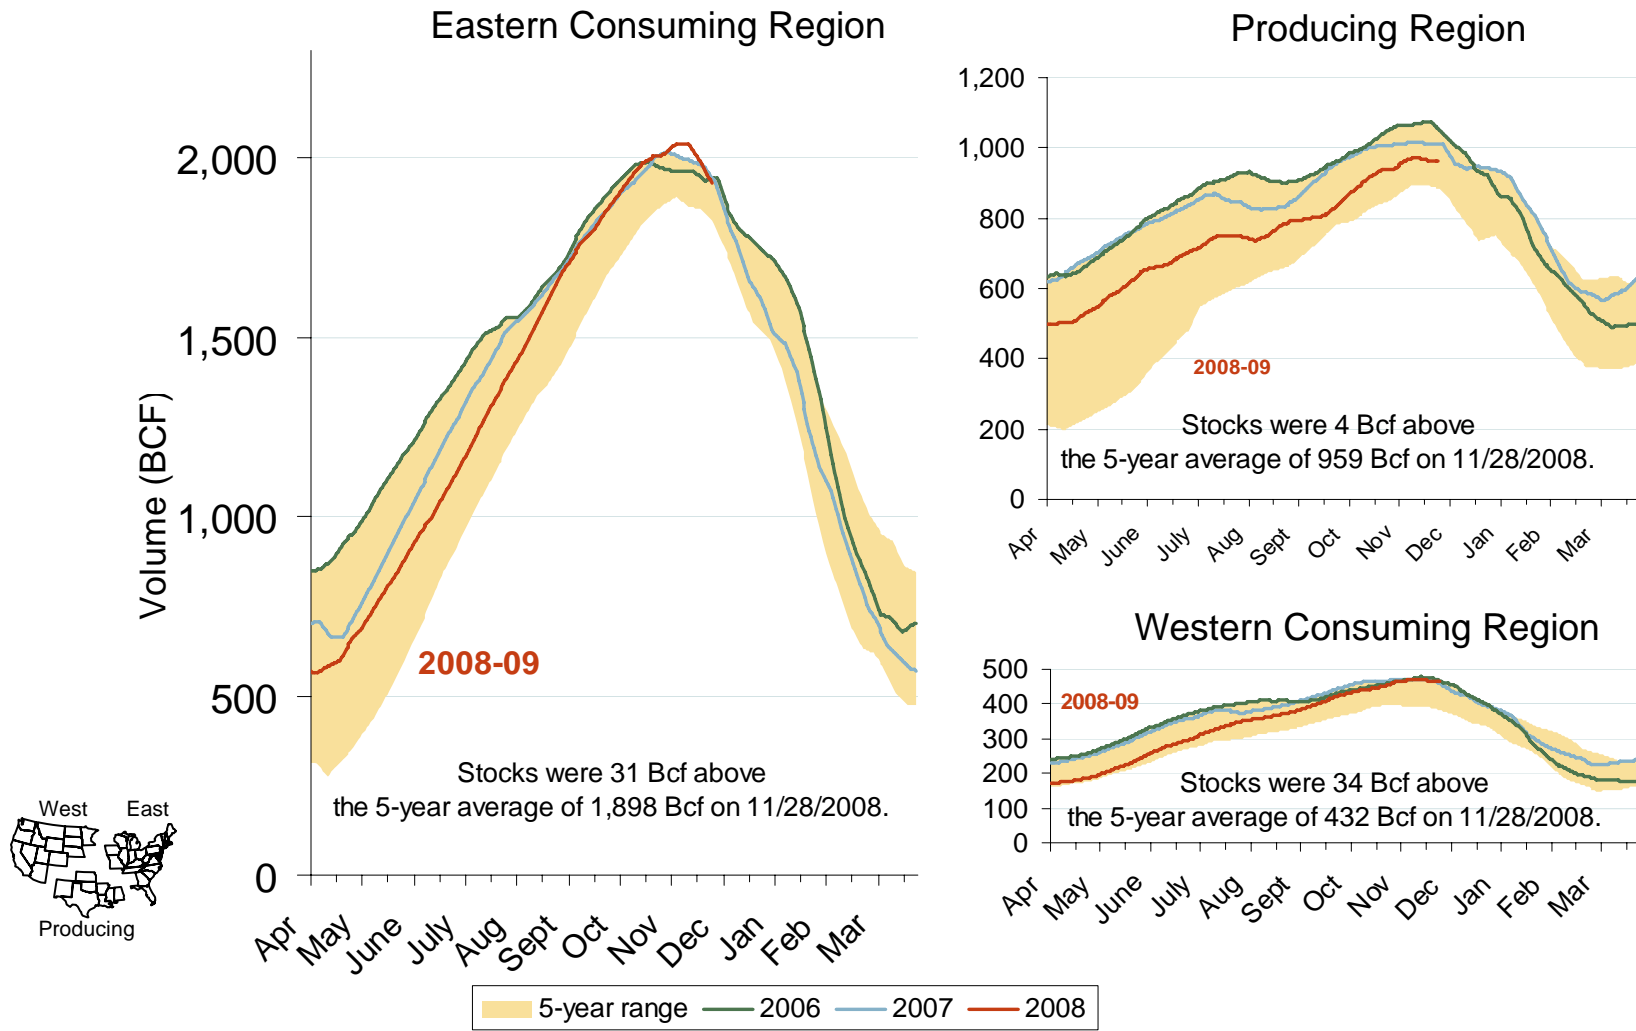 Eastern Consuming Region
Volume (BCF)
2,000
1,500
1,000
500
0
2008-09
Stocks were 31 Bcf above
the 5-year average of 1,898 Bcf on 11/28/2008.
Apr
May
June
July
Aug
Sept
Oct
Nov
Dec
Jan
Feb
Mar
Producing Region
1,200
1,000
800
600
400
200
0
2008-09
Stocks were 4 Bcf above
the 5-year average of 959 Bcf on 11/28/2008.
Apr
May
June
July
Aug
Sept
Oct
Nov
Dec
Jan
Feb
Mar
Western Consuming Region
500
400
300
200
100
0
2008-09
Stocks were 34 Bcf above
the 5-year average of 432 Bcf on 11/28/2008.
Apr
May
June
July
Aug
Sept
Oct
Nov
Dec
Jan
Feb
Mar
West East
Producing
5-year range 2006 2007 2008